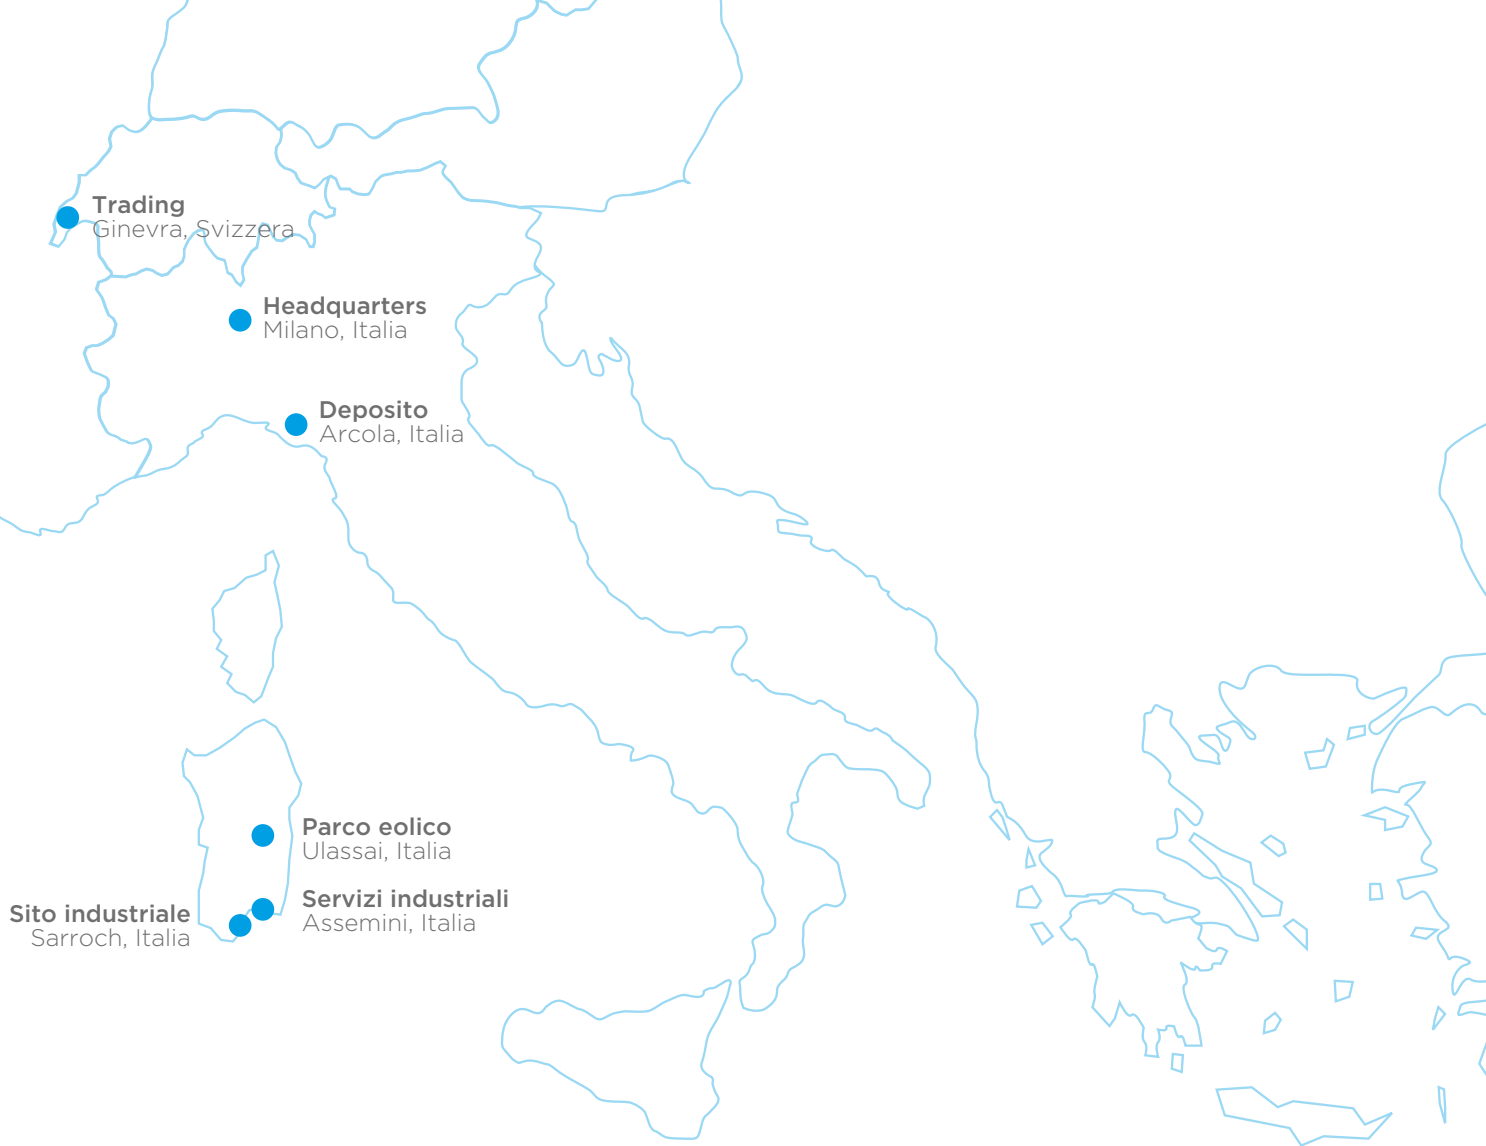 Trading
Ginevra, Svizzera
Headquarters
Milano, Italia
Deposito
Arcola, Italia
Parco eolico
Ulassai, Italia
Servizi industriali
Assemini, Italia
Sito industriale
Sarroch, Italia